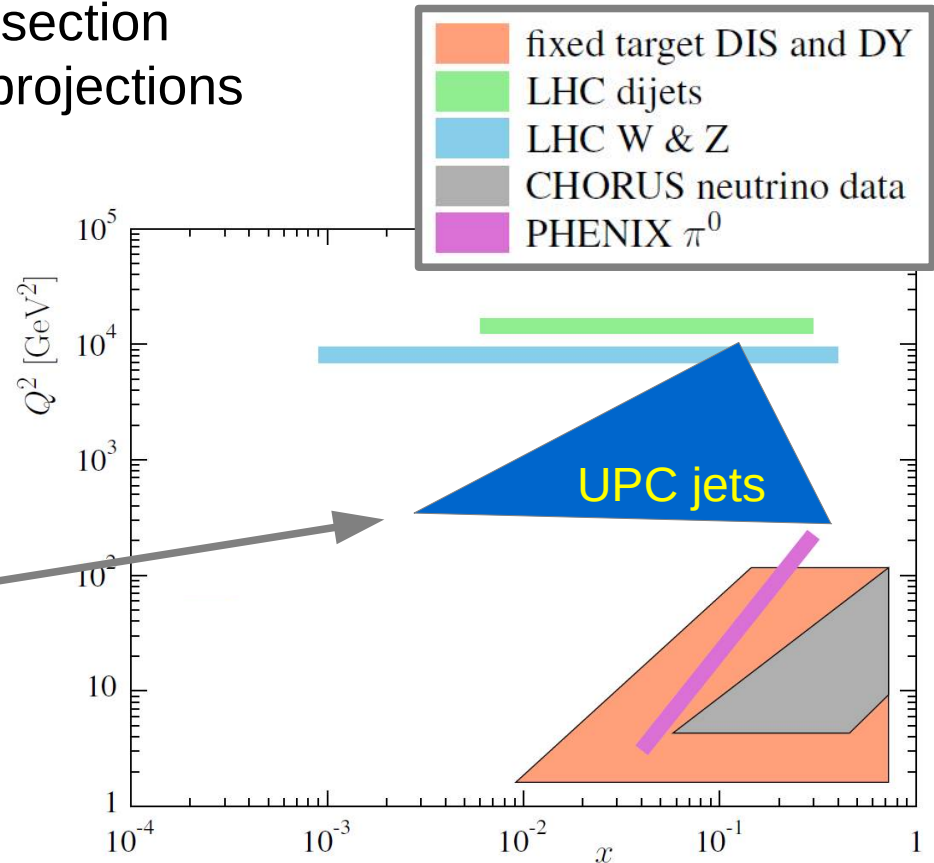 section
projections
fixed target DIS and DY
LHC dijets
LHC W & Z
CHORUS neutrino data
PHENIX π⁰
10⁵
10⁴
10³
10²
10
1
Q² [GeV²]
UPC jets
10⁻⁴ 10⁻³ 10⁻² 10⁻¹ 1
x